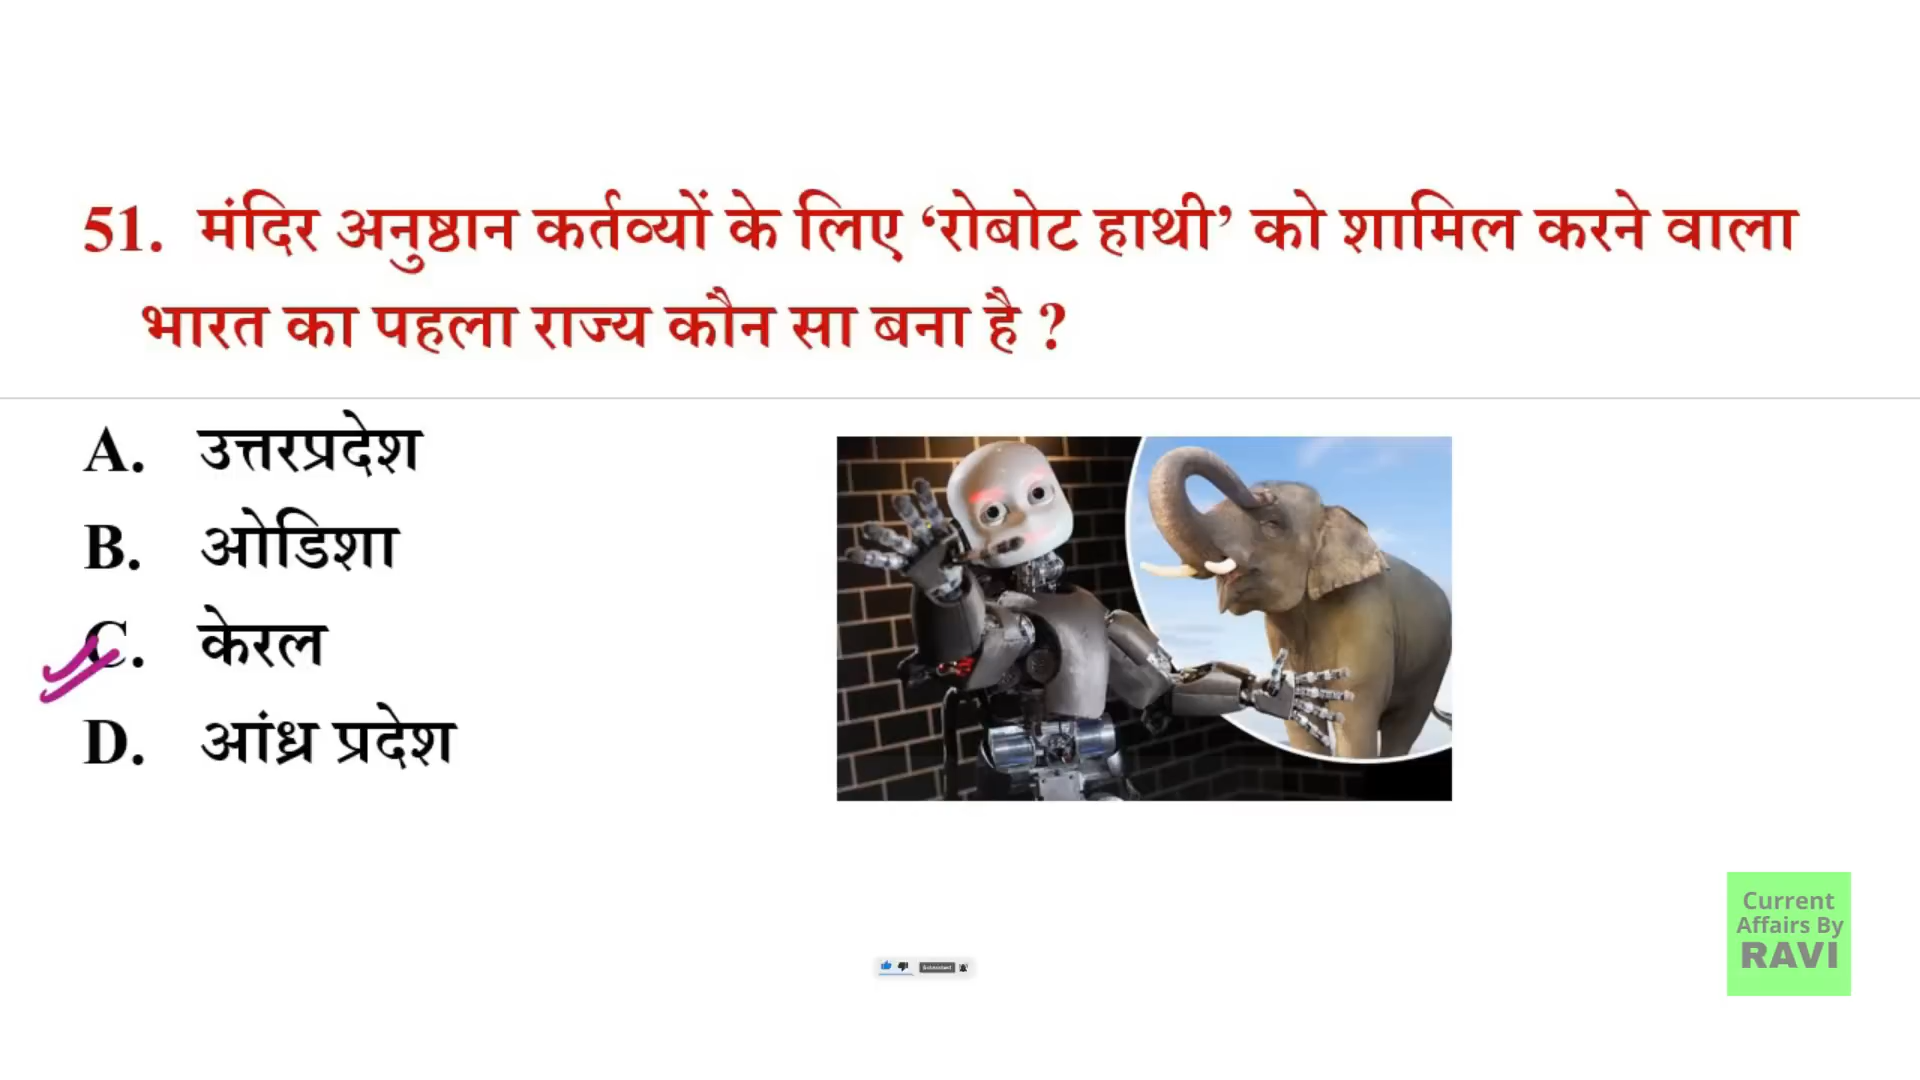 51. मंदिर अनुष्ठान कर्तव्यों के लिए ‘रोबोट हाथी’ को शामिल करने वाला
भारत का पहला राज्य कौन सा बना है ?
A. उत्तरप्रदेश
B. ओडिशा
C. केरल
D. आंध्र प्रदेश
Current
Affairs By
RAVI